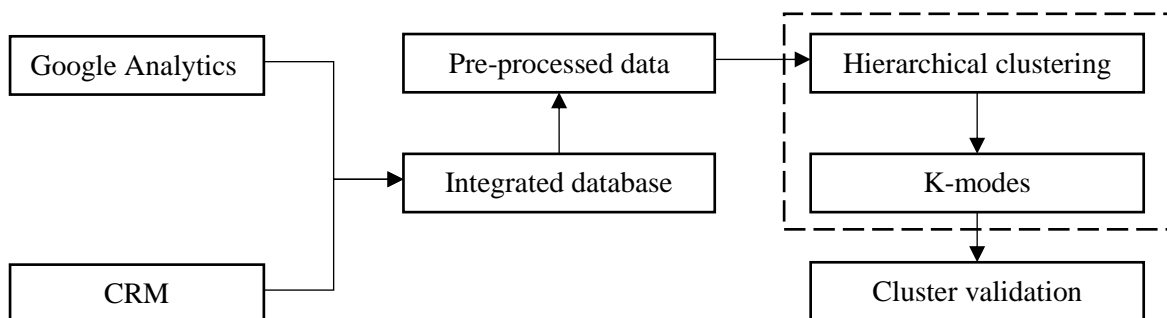 Google Analytics
Pre-processed data
Hierarchical clustering
Integrated database
K-modes
CRM
Cluster validation